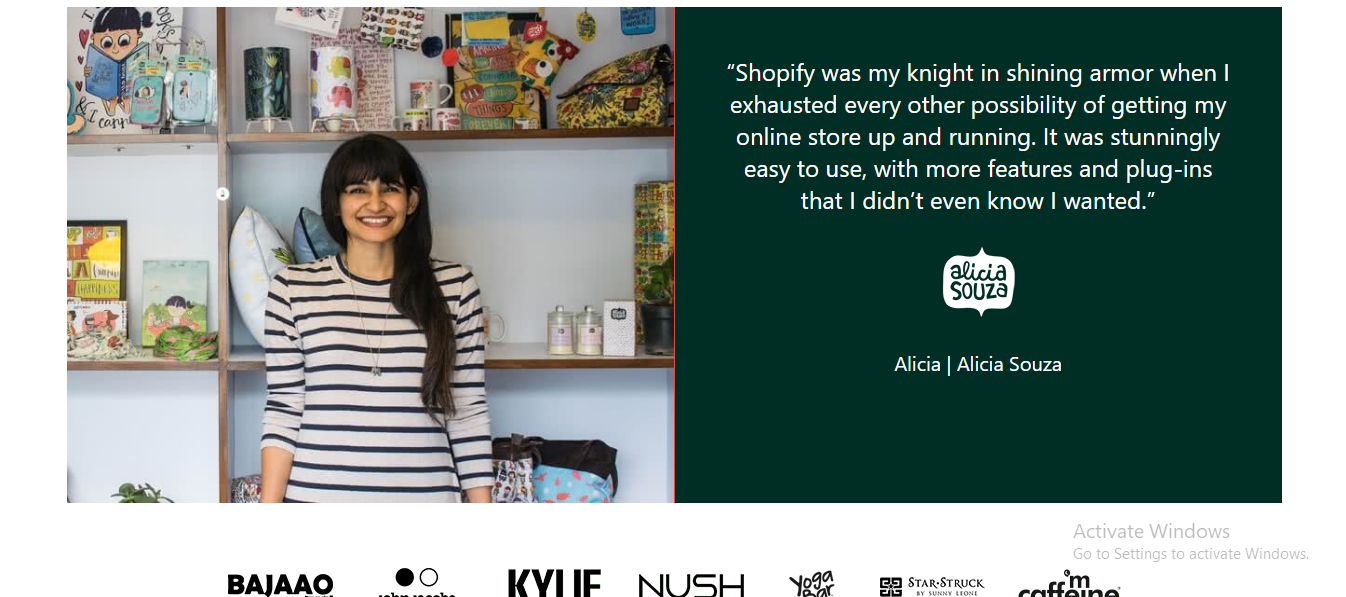 “Shopify was my knight in shining armor when I
exhausted every other possibility of getting my
online store up and running. It was stunningly
easy to use, with more features and plug-ins
that I didn’t even know I wanted.”
alicia
souza
Alicia | Alicia Souza
Activate Windows
Go to Settings to activate Windows.
BAJAAO
john jacobs
KYLIE
NUSH
Yoga
Bar
STAR·STRUCK
BY SUNNY LEONE
I'm
caffeine